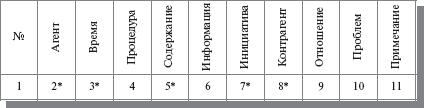 № Агент Время Процедура Содержание Информация Инициатива Контрагент Отношение Проблем Примечание
1 2* 3* 4 5* 6 7* 8* 9 10 11